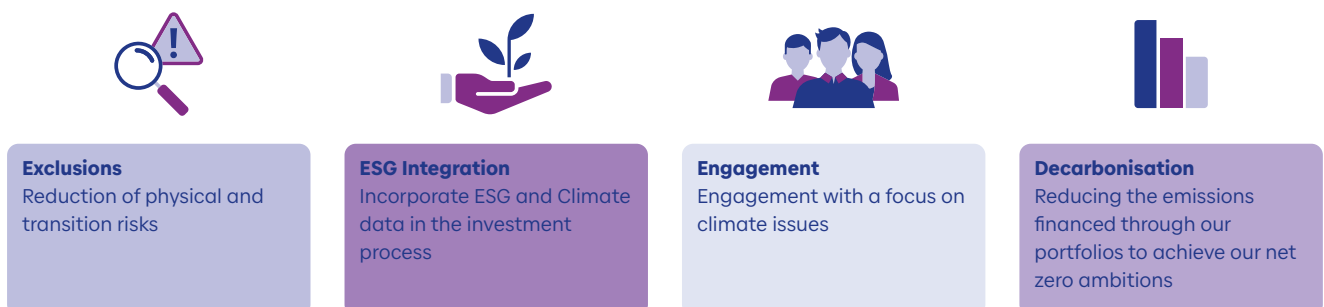 Exclusions
Reduction of physical and
transition risks
ESG Integration
Incorporate ESG and Climate
data in the investment
process
Engagement
Engagement with a focus on
climate issues
Decarbonisation
Reducing the emissions
financed through our
portfolios to achieve our net
zero ambitions